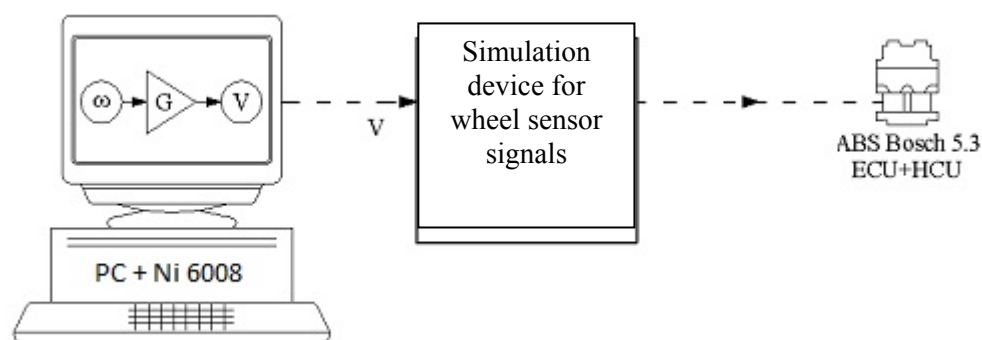 ω
G
V
V
Simulation
device for
wheel sensor
signals
ABS Bosch 5.3
ECU+HCU
PC + Ni 6008